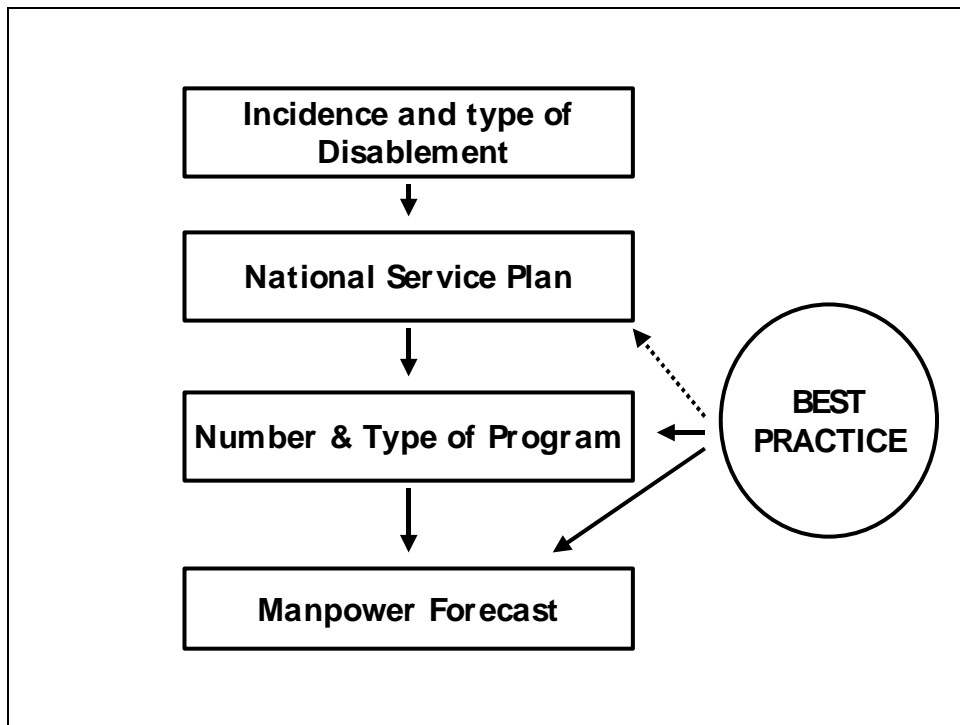 Incidence and type of
Disablement
National Service Plan
Number & Type of Program
BEST
PRACTICE
Manpower Forecast